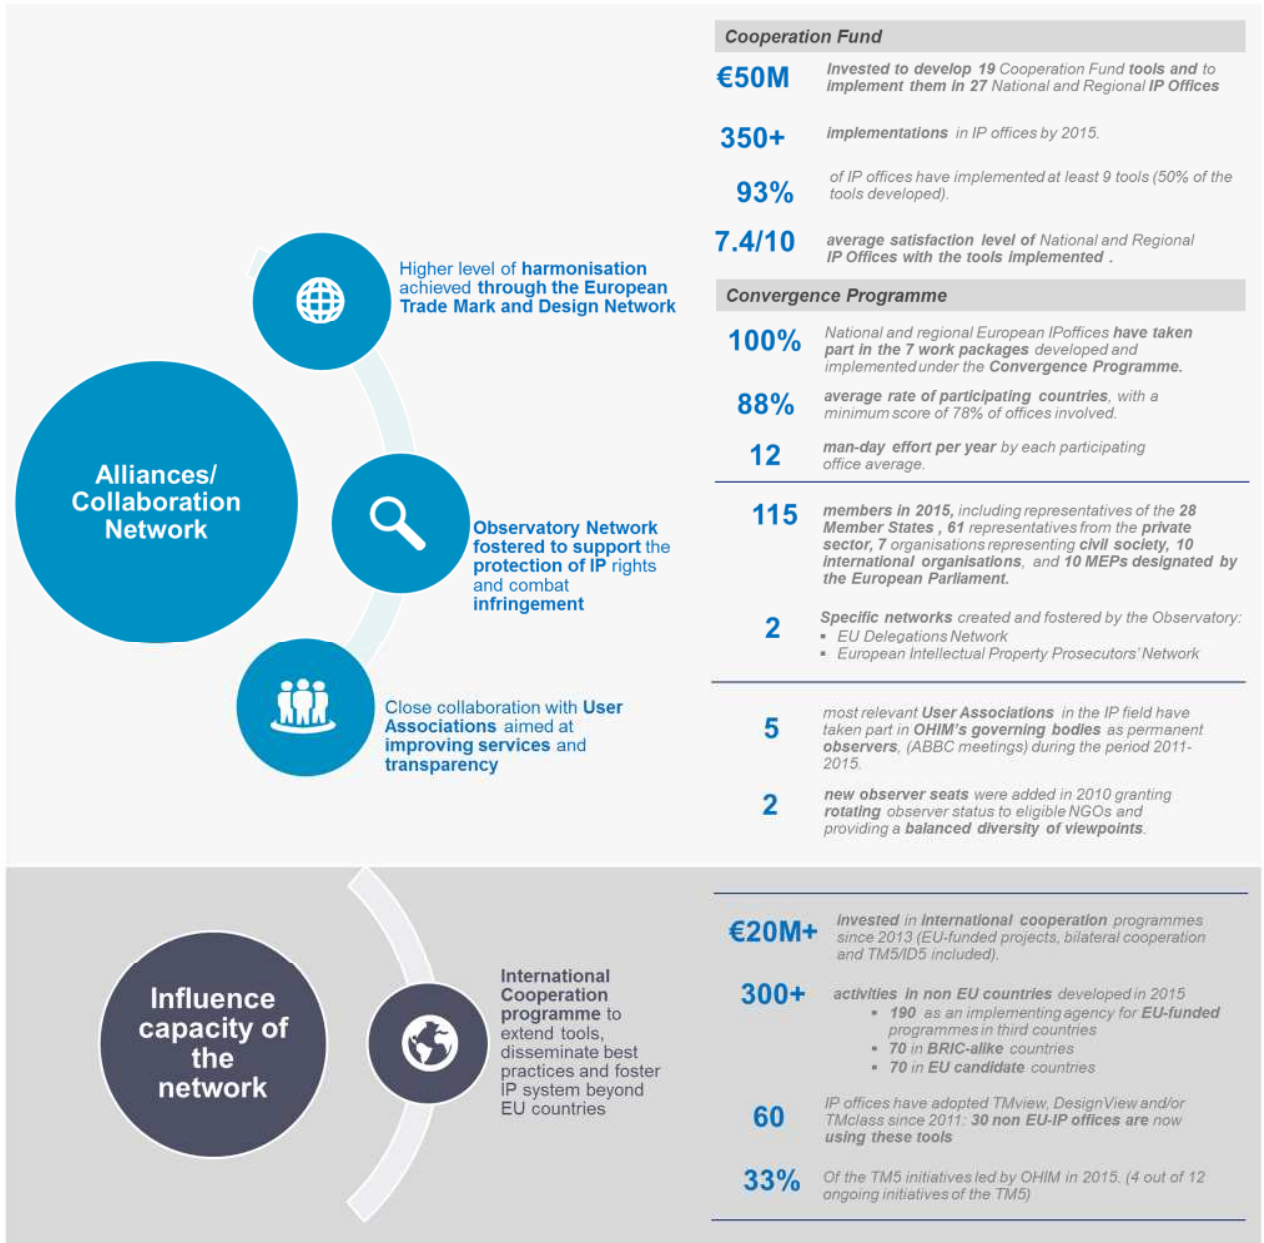 Cooperation Fund
€50M
Invested to develop 19 Cooperation Fund tools and to
implement them in 27 National and Regional IP Offices
350+
implementations in IP offices by 2015.
93%
of IP offices have implemented at least 9 tools (50% of the
tools developed).
7.4/10
average satisfaction level of National and Regional
IP Offices with the tools implemented .
Higher level of harmonisation
achieved through the European
Trade Mark and Design Network
Convergence Programme
100%
National and regional European IPoffices have taken
part in the 7 work packages developed and
implemented under the Convergence Programme.
88%
average rate of participating countries, with a
minimum score of 78% of offices involved.
12
man-day effort per year by each participating
office average.
Alliances/
Collaboration
Network
Observatory Network
fostered to support the
protection of IP rights
and combat
infringement
115
members in 2015, including representatives of the 28
Member States , 61 representatives from the private
sector, 7 organisations representing civil society, 10
international organisations, and 10 MEPs designated by
the European Parliament.
2
Specific networks created and fostered by the Observatory:
▪ EU Delegations Network
▪ European Intellectual Property Prosecutors' Network
Close collaboration with User
Associations aimed at
improving services and
transparency
5
most relevant User Associations in the IP field have
taken part in OHIM's governing bodies as permanent
observers, (ABBC meetings) during the period 2011-
2015.
2
new observer seats were added in 2010 granting
rotating observer status to eligible NGOs and
providing a balanced diversity of viewpoints.
Influence
capacity of
the
network
International
Cooperation
programme to
extend tools,
disseminate best
practices and foster
IP system beyond
EU countries
€20M+
Invested in International cooperation programmes
since 2013 (EU-funded projects, bilateral cooperation
and TM5/ID5 included).
300+
activities in non EU countries developed in 2015
▪ 190 as an implementing agency for EU-funded
programmes in third countries
▪ 70 in BRIC-alike countries
▪ 70 in EU candidate countries
60
IP offices have adopted TMview, DesignView and/or
TMclass since 2011: 30 non EU-IP offices are now
using these tools
33%
Of the TM5 initiatives led by OHIM in 2015. (4 out of 12
ongoing initiatives of the TM5)